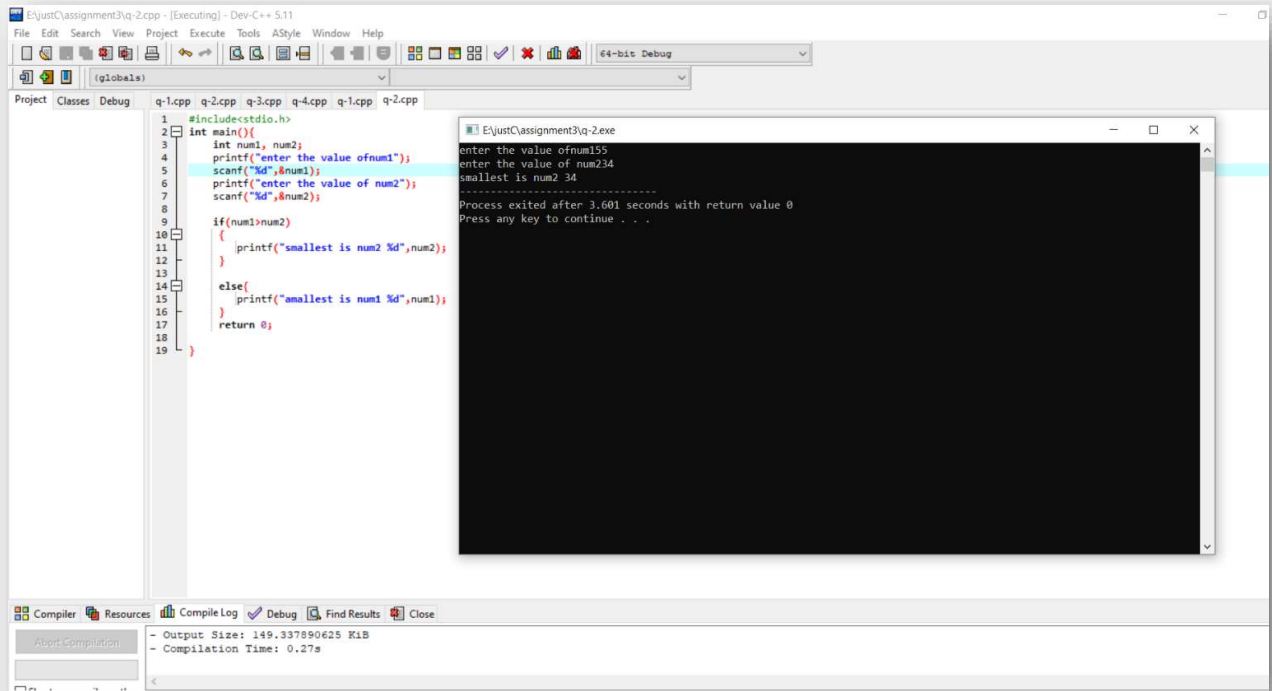 E:\justC\assignment3\q-2.cpp - [Executing] - Dev-C++ 5.11
File Edit Search View Project Execute Tools AStyle Window Help
64-bit Debug
(globals)
Project Classes Debug q-1.cpp q-2.cpp q-3.cpp q-4.cpp q-1.cpp q-2.cpp
1 #include<stdio.h>
2 int main(){
3 int num1, num2;
4 printf("enter the value ofnum1");
5 scanf("%d",&num1);
6 printf("enter the value of num2");
7 scanf("%d",&num2);
8
9 if(num1>num2)
10 {
11 printf("smallest is num2 %d",num2);
12 }
13
14 else{
15 printf("amallest is num1 %d",num1);
16 }
17 return 0;
18
19 }
E:\justC\assignment3\q-2.exe
enter the value ofnum155
enter the value of num234
smallest is num2 34
--------------------------------
Process exited after 3.601 seconds with return value 0
Press any key to continue . . .
Compiler Resources Compile Log Debug Find Results Close
Abort Compilation
- Output Size: 149.337890625 KiB
- Compilation Time: 0.27s